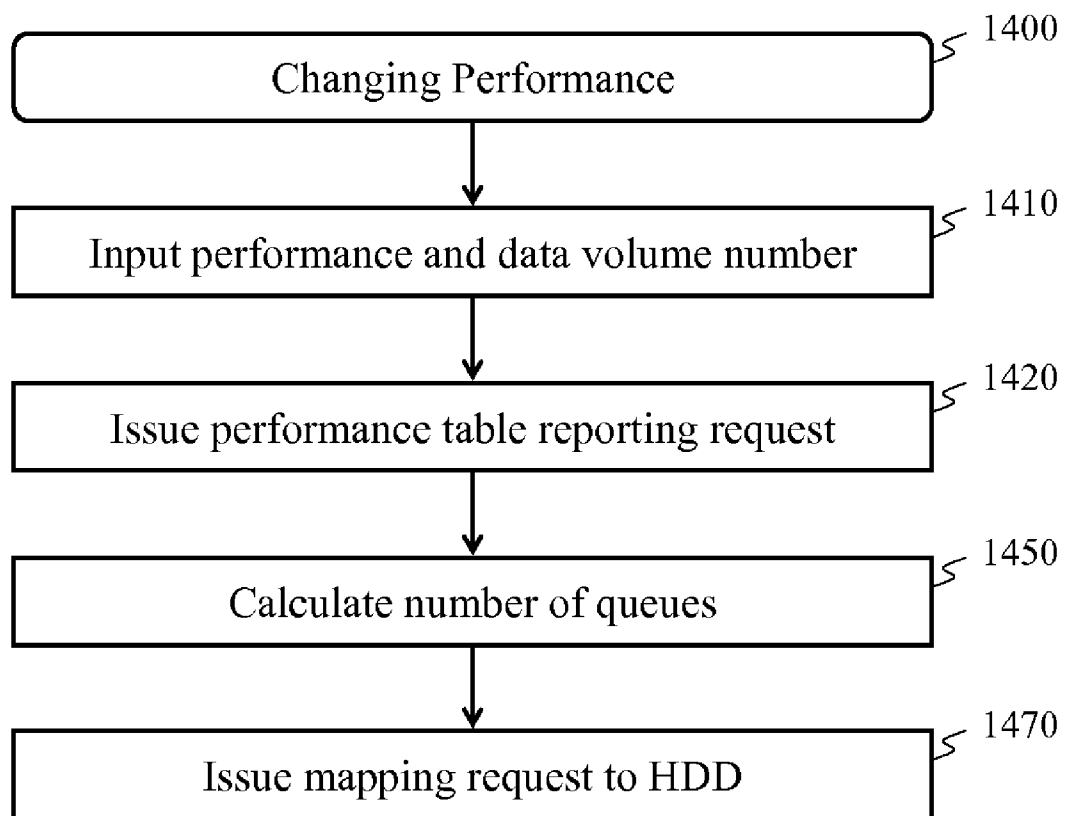 1400
Changing Performance
1410
Input performance and data volume number
1420
Issue performance table reporting request
1450
Calculate number of queues
1470
Issue mapping request to HDD